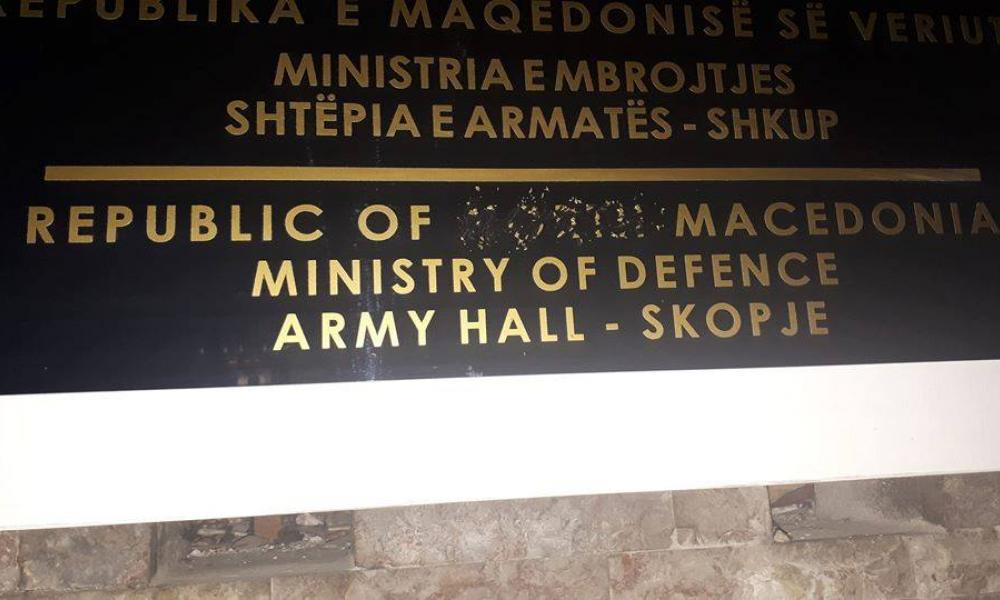 REPUBLIKA E MAQEDONISË SË VERIUT
MINISTRIA E MBROJTJES
SHTËPIA E ARMATËS - SHKUP
REPUBLIC OF MACEDONIA
MINISTRY OF DEFENCE
ARMY HALL - SKOPJE